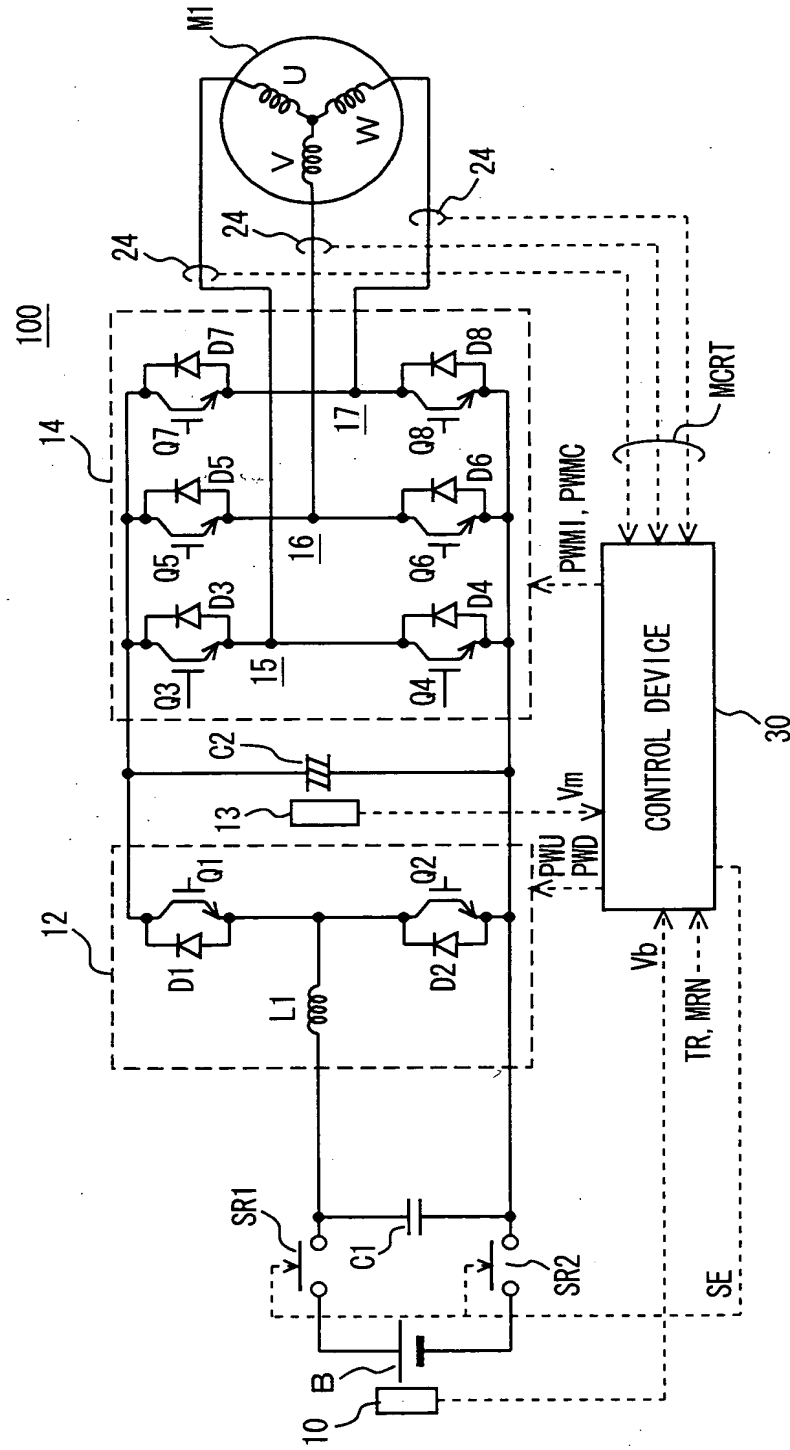 100
M1
U
V
W
24
24
24
14
Q7
D7
Q5
D5
Q3
D3
17
16
15
Q8
D8
Q6
D6
Q4
D4
MCRT
PWMI, PWMC
C2
13
Vm
12
Q1
D1
Q2
D2
L1
PWU
PWD
CONTROL DEVICE
30
Vb
TR, MRN
SR1
C1
SR2
SE
B
10